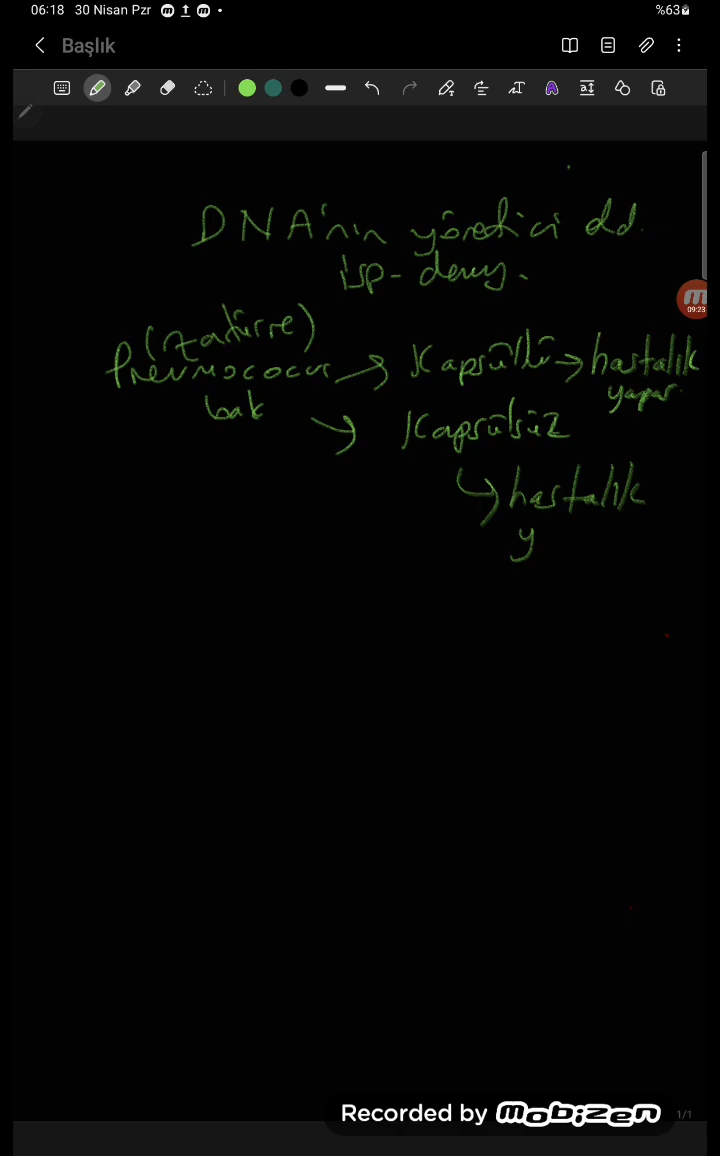 06:18 30 Nisan Pzr
%63
Başlık
09:23
DNA'nın yönetici old.
isp- deney.
(zatürre)
Pneumococcus → Kapsüllü → hastalık
yapar.
bak → Kapsülsüz
↳ hastalık
y
Recorded by mobizen
1/1